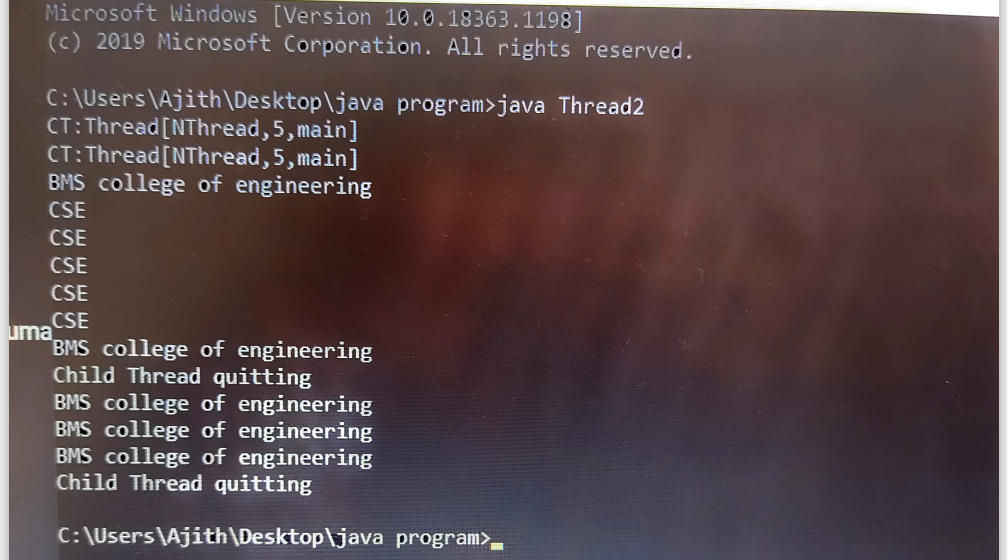 Microsoft Windows [Version 10.0.18363.1198]
(c) 2019 Microsoft Corporation. All rights reserved.
C:\Users\Ajith\Desktop\java program>java Thread2
CT:Thread[NThread,5,main]
CT:Thread[NThread,5,main]
BMS college of engineering
CSE
CSE
CSE
CSE
CSE
uma
BMS college of engineering
Child Thread quitting
BMS college of engineering
BMS college of engineering
BMS college of engineering
Child Thread quitting
C:\Users\Ajith\Desktop\java program>